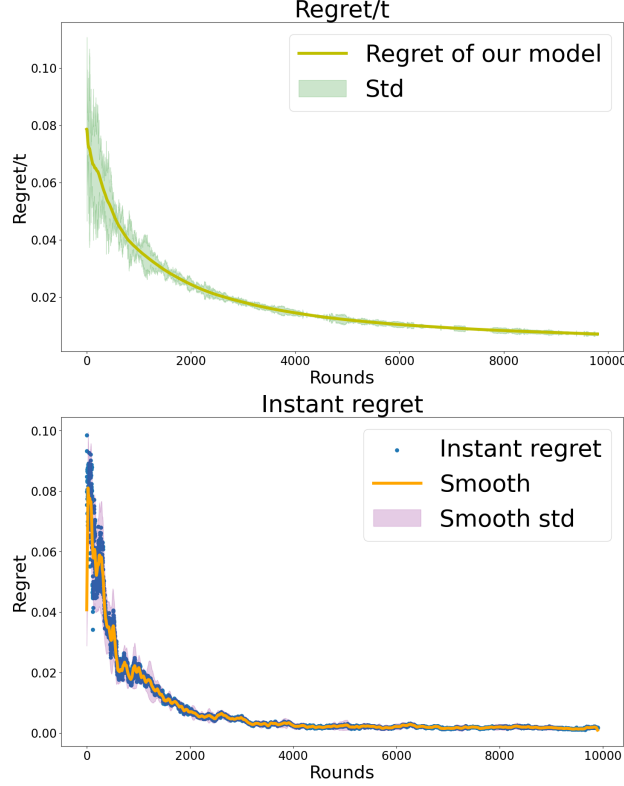 Regret/t
Regret of our model
Std
0.10
0.08
0.06
0.04
0.02
Regret/t
0
2000
4000
6000
8000
10000
Rounds
Instant regret
Instant regret
Smooth
Smooth std
0.10
0.08
0.06
0.04
0.02
0.00
Regret
0
2000
4000
6000
8000
10000
Rounds